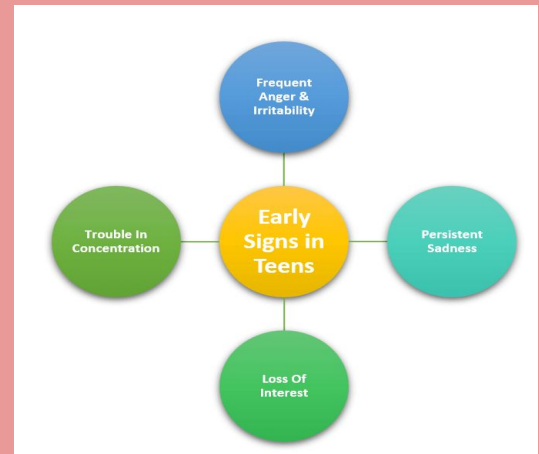 Frequent
Anger &
Irritability
Trouble In
Concentration
Early
Signs in
Teens
Persistent
Sadness
Loss Of
Interest